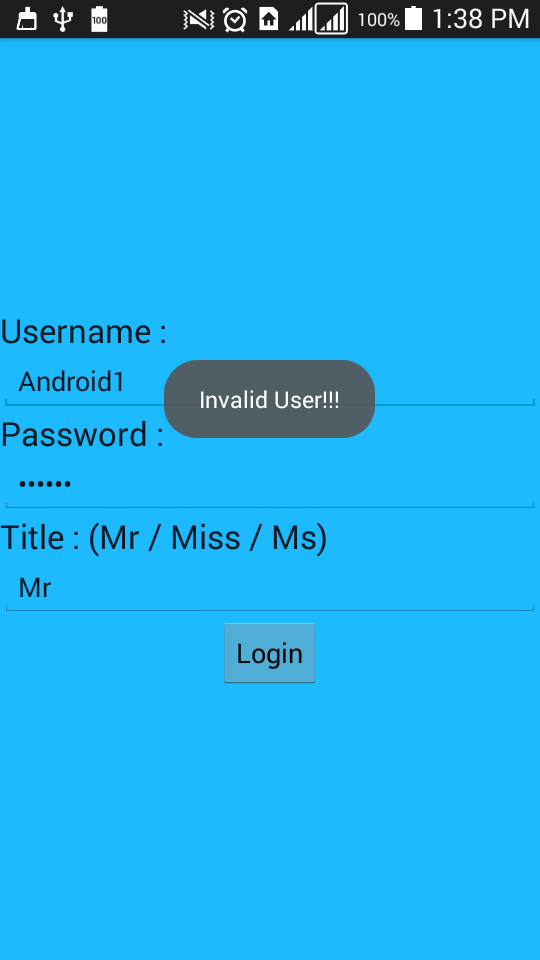 100 100% 1:38 PM
Username :
Android1
Invalid User!!!
Password :
••••••
Title : (Mr / Miss / Ms)
Mr
Login